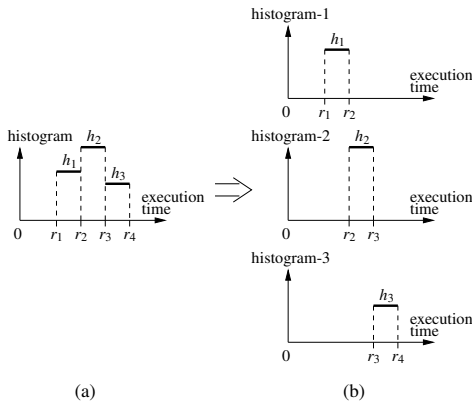 histogram
h₁
h₂
h₃
execution
time
0
r₁ r₂ r₃ r₄
(a)
histogram-1
h₁
execution
time
0
r₁ r₂
histogram-2
h₂
execution
time
0
r₂ r₃
histogram-3
h₃
execution
time
0
r₃ r₄
(b)